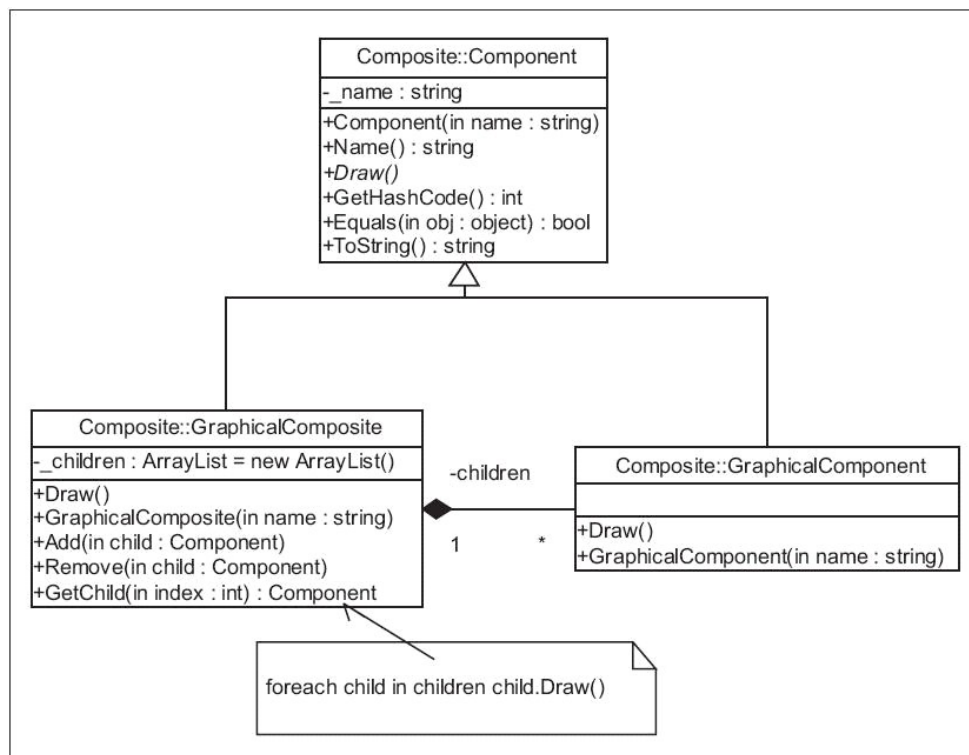 Composite::Component
-_name : string
+Component(in name : string)
+Name() : string
+Draw()
+GetHashCode() : int
+Equals(in obj : object) : bool
+ToString() : string
Composite::GraphicalComposite
-_children : ArrayList = new ArrayList()
+Draw()
+GraphicalComposite(in name : string)
+Add(in child : Component)
+Remove(in child : Component)
+GetChild(in index : int) : Component
-children
1
*
Composite::GraphicalComponent
+Draw()
+GraphicalComponent(in name : string)
foreach child in children child.Draw()